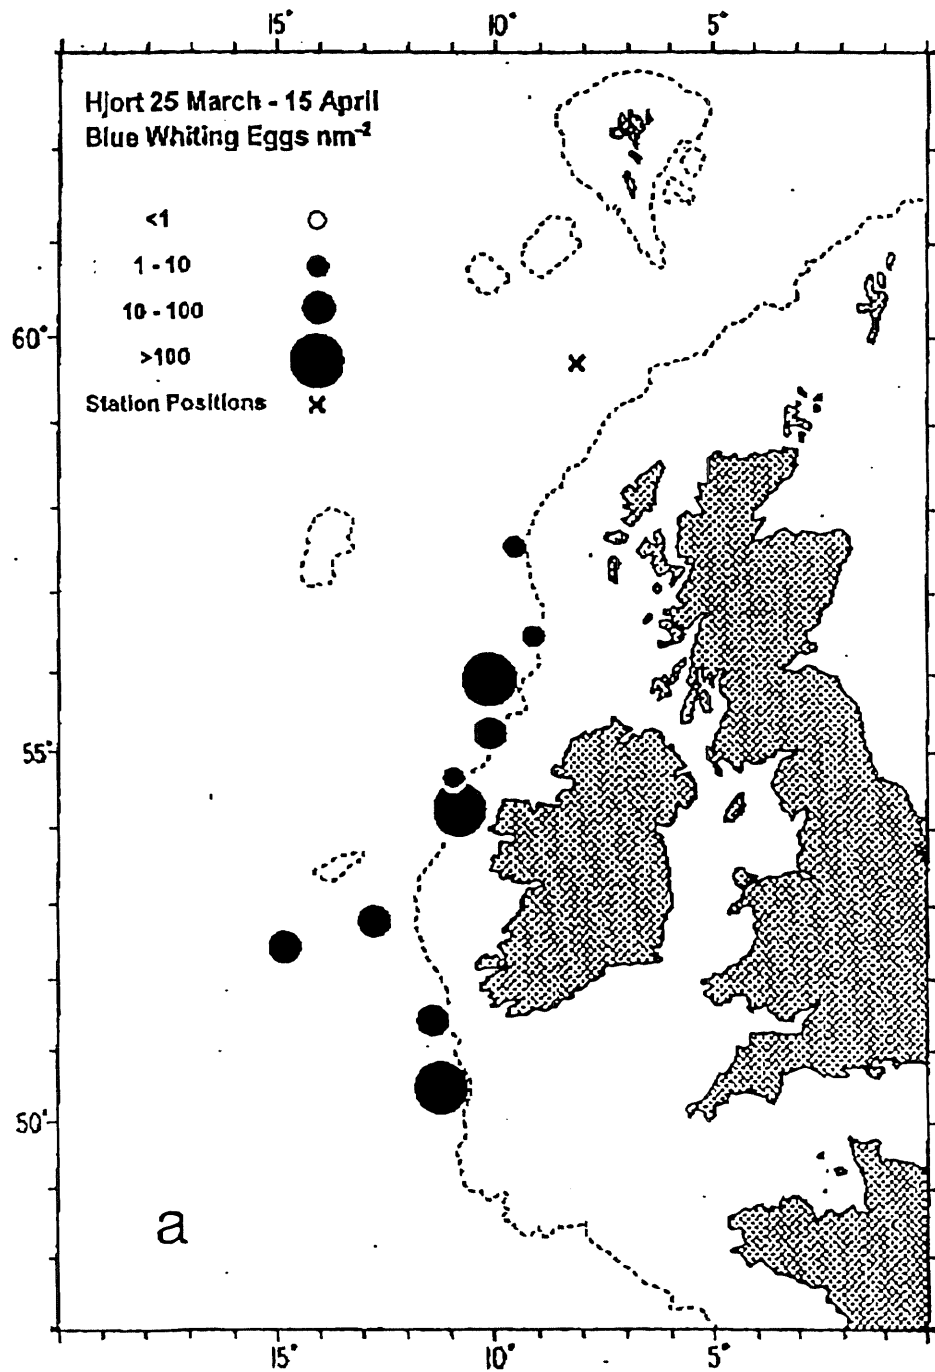 15° 10° 5°
Hjort 25 March - 15 April
Blue Whiting Eggs nm⁻²
<1
1 - 10
10 - 100
>100
Station Positions
60°
55°
50°
a
15° 10° 5°